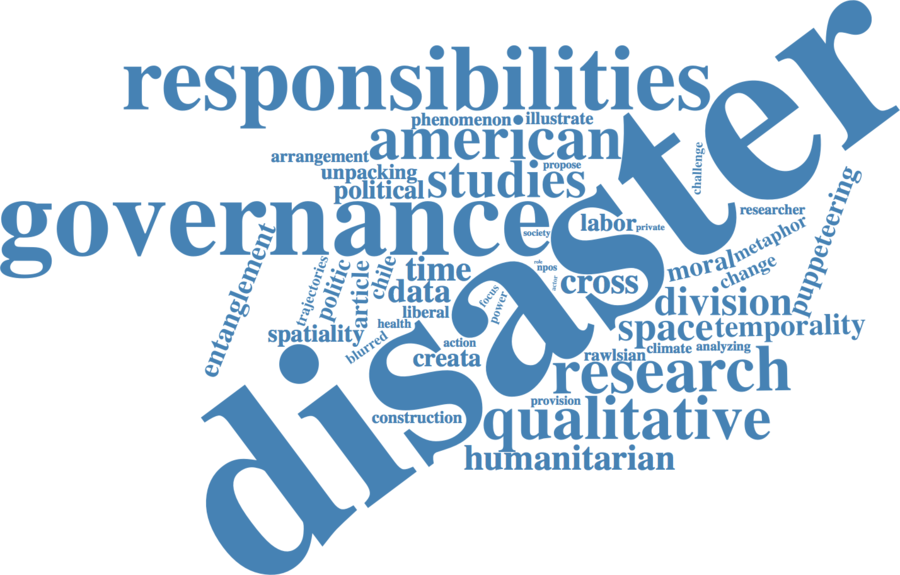 disaster
responsibilities
phenomenon
illustrate
american
arrangement
propose
unpacking
studies
political
challenge
governance
society
labor
private
researcher
puppeteering
metaphor
moral
change
entanglement
trajectories
politic
article
chile
time
data
liberal
health
focus
power
role
npos
actor
cross
division
space
temporality
spatiality
blurred
action
creata
rawlsian
climate
analyzing
research
provision
construction
qualitative
humanitarian